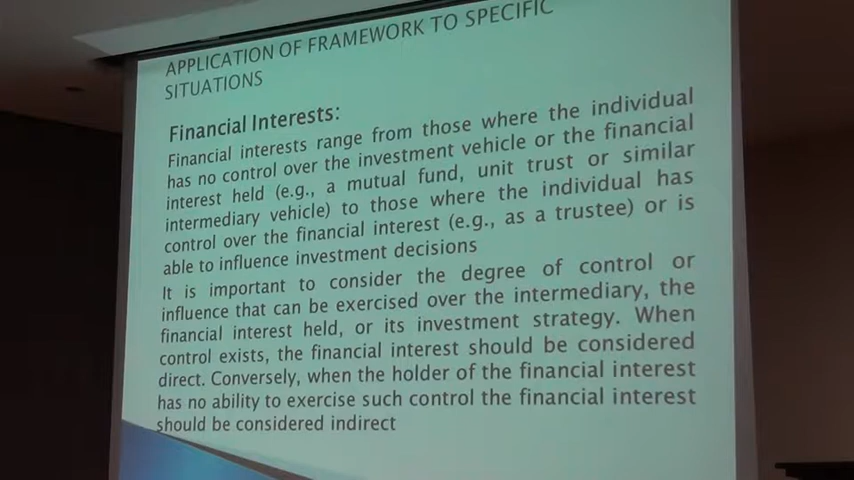 APPLICATION OF FRAMEWORK TO SPECIFIC
SITUATIONS
Financial Interests:
Financial interests range from those where the individual
has no control over the investment vehicle or the financial
interest held (e.g., a mutual fund, unit trust or similar
intermediary vehicle) to those where the individual has
control over the financial interest (e.g., as a trustee) or is
able to influence investment decisions
It is important to consider the degree of control or
influence that can be exercised over the intermediary, the
financial interest held, or its investment strategy. When
control exists, the financial interest should be considered
direct. Conversely, when the holder of the financial interest
has no ability to exercise such control the financial interest
should be considered indirect